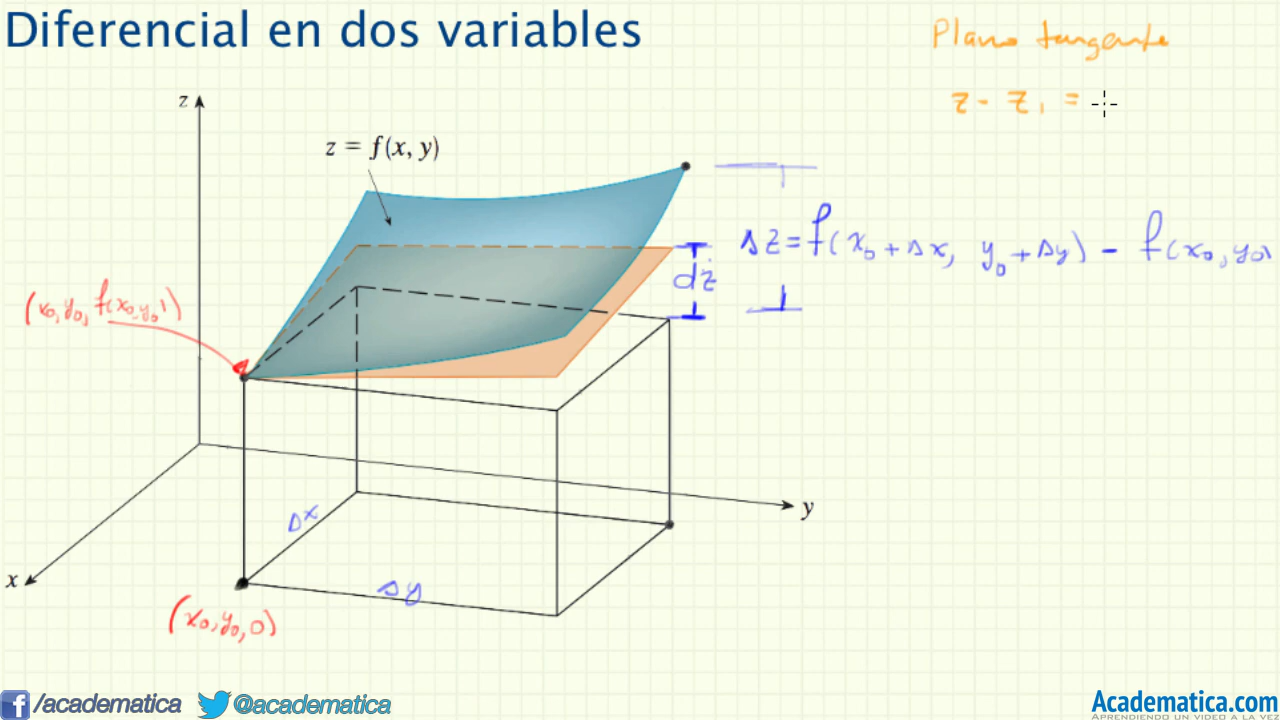 Diferencial en dos variables
Plano tangente
z - z₁ =
z
z = f(x, y)
Δz = f(x₀ + Δx, y₀ + Δy) - f(x₀, y₀)
dz
(x₀, y₀, f(x₀, y₀))
Δx
y
x
Δy
(x₀, y₀, 0)
/academatica @academatica
Academatica.com
APRENDIENDO UN VIDEO A LA VEZ